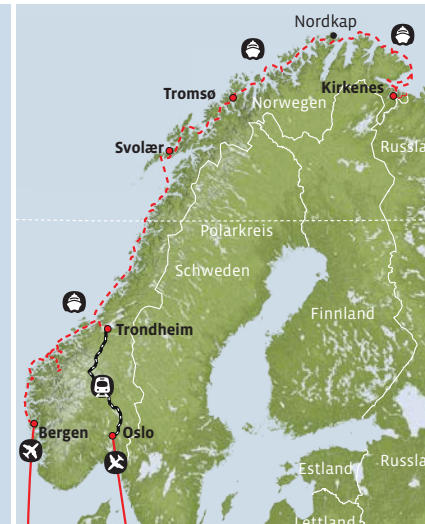 Nordkap
Tromsø
Kirkenes
Norwegen
Svolær
Russla
Polarkreis
Schweden
Finnland
Trondheim
Bergen
Oslo
Estland
Russla
Lettland